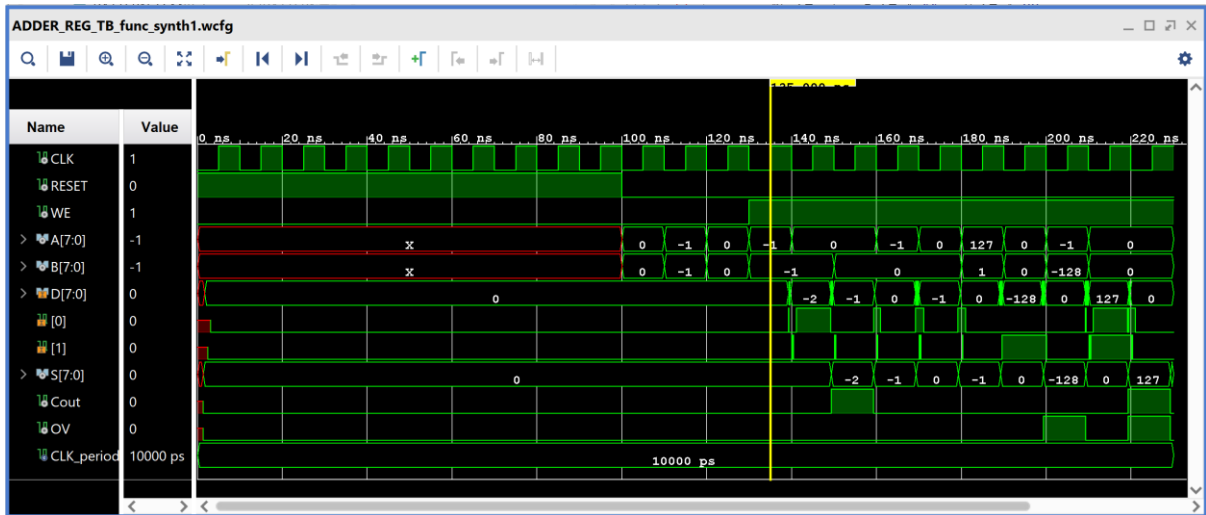 ADDER_REG_TB_func_synth1.wcfg
Name Value
0 ns 20 ns 40 ns 60 ns 80 ns 100 ns 120 ns 140 ns 160 ns 180 ns 200 ns 220 ns
CLK 1
RESET 0
WE 1
A[7:0] -1 X 0 -1 0 -1 0 -1 0 127 0 -1 0
B[7:0] -1 X 0 -1 0 -1 0 1 0 -128 0
D[7:0] 0 0 -2 -1 0 -1 0 -128 0 127 0
[0] 0
[1] 0
S[7:0] 0 0 -2 -1 0 -1 0 -128 0 127
Cout 0
OV 0
CLK_period 10000 ps 10000 ps